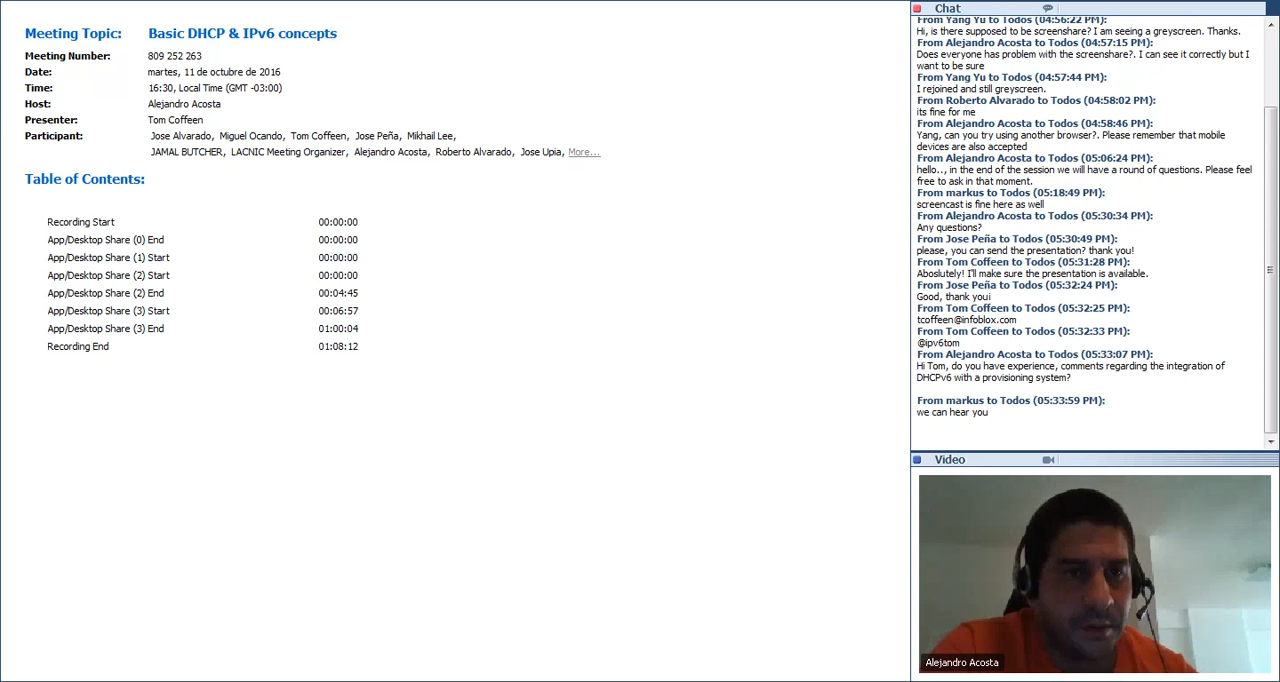 Meeting Topic: Basic DHCP & IPv6 concepts
Meeting Number: 809 252 263
Date: martes, 11 de octubre de 2016
Time: 16:30, Local Time (GMT -03:00)
Host: Alejandro Acosta
Presenter: Tom Coffeen
Participant: Jose Alvarado, Miguel Ocando, Tom Coffeen, Jose Peña, Mikhail Lee,
JAMAL BUTCHER, LACNIC Meeting Organizer, Alejandro Acosta, Roberto Alvarado, Jose Upia, More...
Table of Contents:
Recording Start 00:00:00
App/Desktop Share (0) End 00:00:00
App/Desktop Share (1) Start 00:00:00
App/Desktop Share (2) Start 00:00:00
App/Desktop Share (2) End 00:04:45
App/Desktop Share (3) Start 00:06:57
App/Desktop Share (3) End 01:00:04
Recording End 01:08:12
Chat
From Yang Yu to Todos (04:56:22 PM):
Hi, is there supposed to be screenshare? I am seeing a greyscreen. Thanks.
From Alejandro Acosta to Todos (04:57:15 PM):
Does everyone has problem with the screenshare?. I can see it correctly but I
want to be sure
From Yang Yu to Todos (04:57:44 PM):
I rejoined and still greyscreen.
From Roberto Alvarado to Todos (04:58:02 PM):
its fine for me
From Alejandro Acosta to Todos (04:58:46 PM):
Yang, can you try using another browser?. Please remember that mobile
devices are also accepted
From Alejandro Acosta to Todos (05:06:24 PM):
hello.., in the end of the session we will have a round of questions. Please feel
free to ask in that moment.
From markus to Todos (05:18:49 PM):
screencast is fine here as well
From Alejandro Acosta to Todos (05:30:34 PM):
Any questions?
From Jose Peña to Todos (05:30:49 PM):
please, you can send the presentation? thank you!
From Tom Coffeen to Todos (05:31:28 PM):
Aboslutely! I'll make sure the presentation is available.
From Jose Peña to Todos (05:32:24 PM):
Good, thank you¡
From Tom Coffeen to Todos (05:32:25 PM):
tcoffeen@infoblox.com
From Tom Coffeen to Todos (05:32:33 PM):
@ipv6tom
From Alejandro Acosta to Todos (05:33:07 PM):
Hi Tom, do you have experience, comments regarding the integration of
DHCPv6 with a provisioning system?
From markus to Todos (05:33:59 PM):
we can hear you
Video
Alejandro Acosta